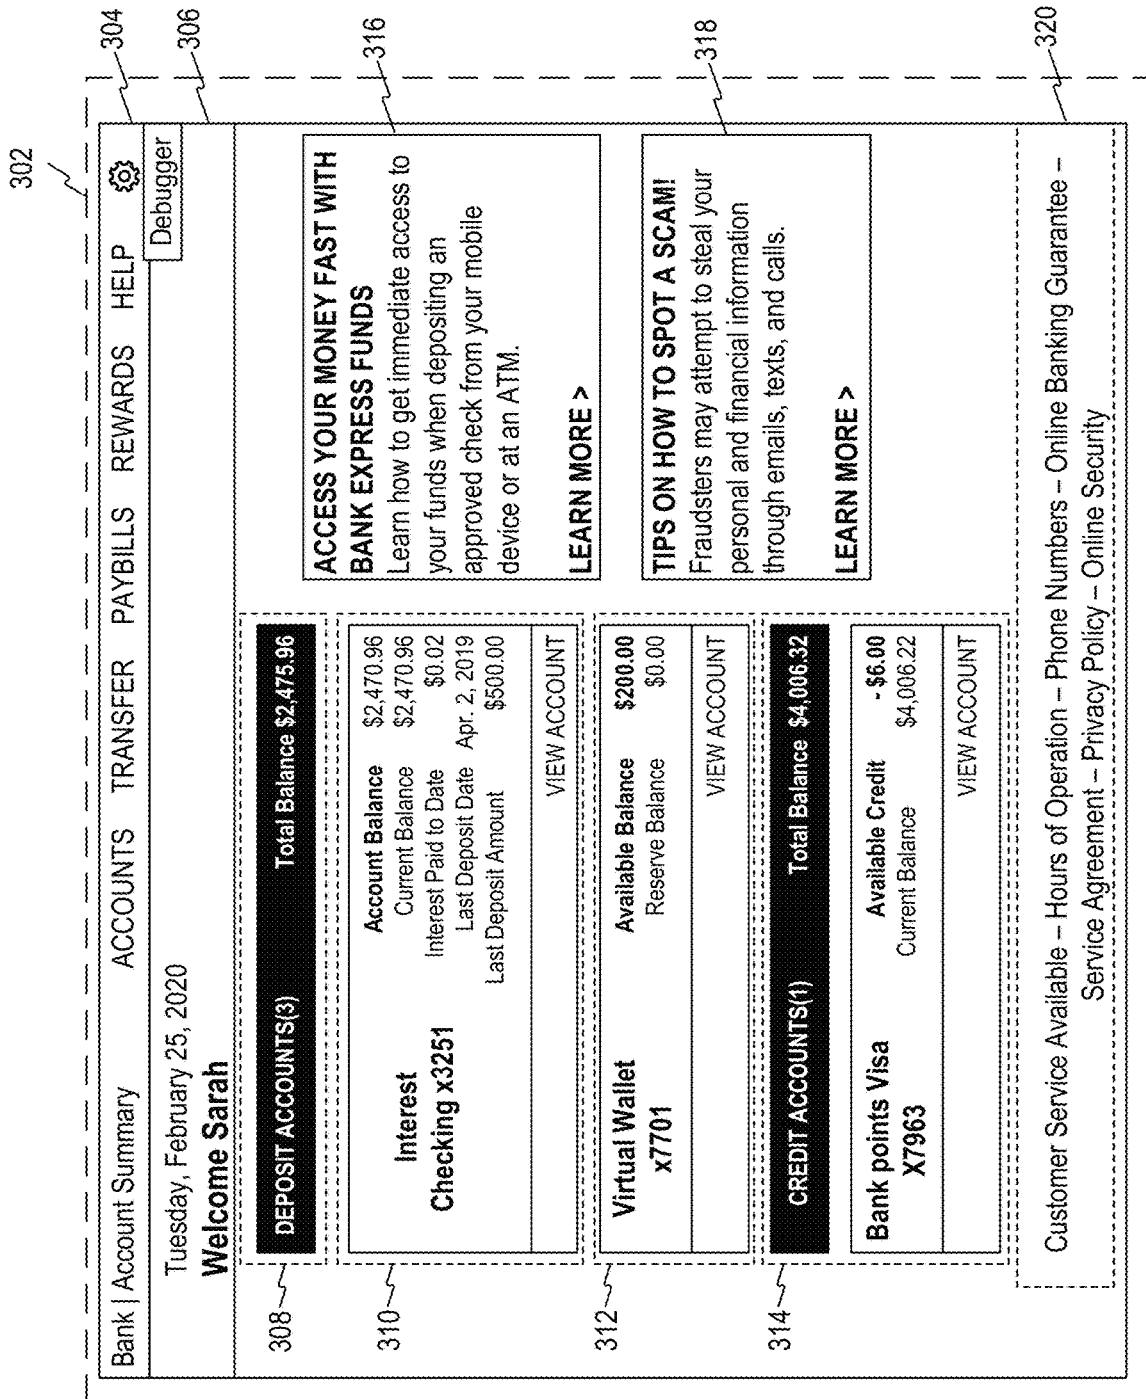 302
304
306
Bank | Account Summary ACCOUNTS TRANSFER PAYBILLS REWARDS HELP
Debugger
Tuesday, February 25, 2020
Welcome Sarah
308
DEPOSIT ACCOUNTS(3) Total Balance $2,475.96
310
Interest
Checking x3251
Account Balance $2,470.96
Current Balance $2,470.96
Interest Paid to Date $0.02
Last Deposit Date Apr. 2, 2019
Last Deposit Amount $500.00
VIEW ACCOUNT
312
Virtual Wallet
x7701
Available Balance $200.00
Reserve Balance $0.00
VIEW ACCOUNT
314
CREDIT ACCOUNTS(1) Total Balance $4,006.32
Bank points Visa
X7963
Available Credit - $6.00
Current Balance $4,006.22
VIEW ACCOUNT
316
ACCESS YOUR MONEY FAST WITH
BANK EXPRESS FUNDS
Learn how to get immediate access to
your funds when depositing an
approved check from your mobile
device or at an ATM.
LEARN MORE >
318
TIPS ON HOW TO SPOT A SCAM!
Fraudsters may attempt to steal your
personal and financial information
through emails, texts, and calls.
LEARN MORE >
320
Customer Service Available – Hours of Operation – Phone Numbers – Online Banking Guarantee –
Service Agreement – Privacy Policy – Online Security